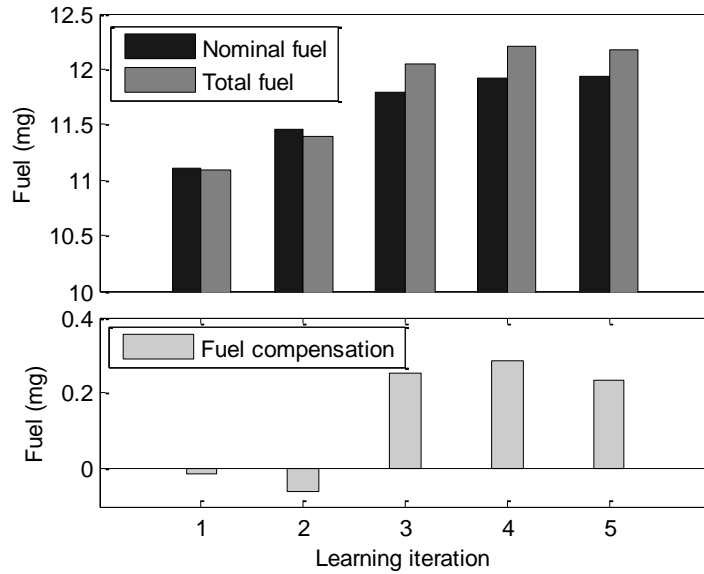 12.5
12
11.5
11
10.5
10
Fuel (mg)
Nominal fuel
Total fuel
0.4
0.2
0
Fuel (mg)
Fuel compensation
1 2 3 4 5
Learning iteration